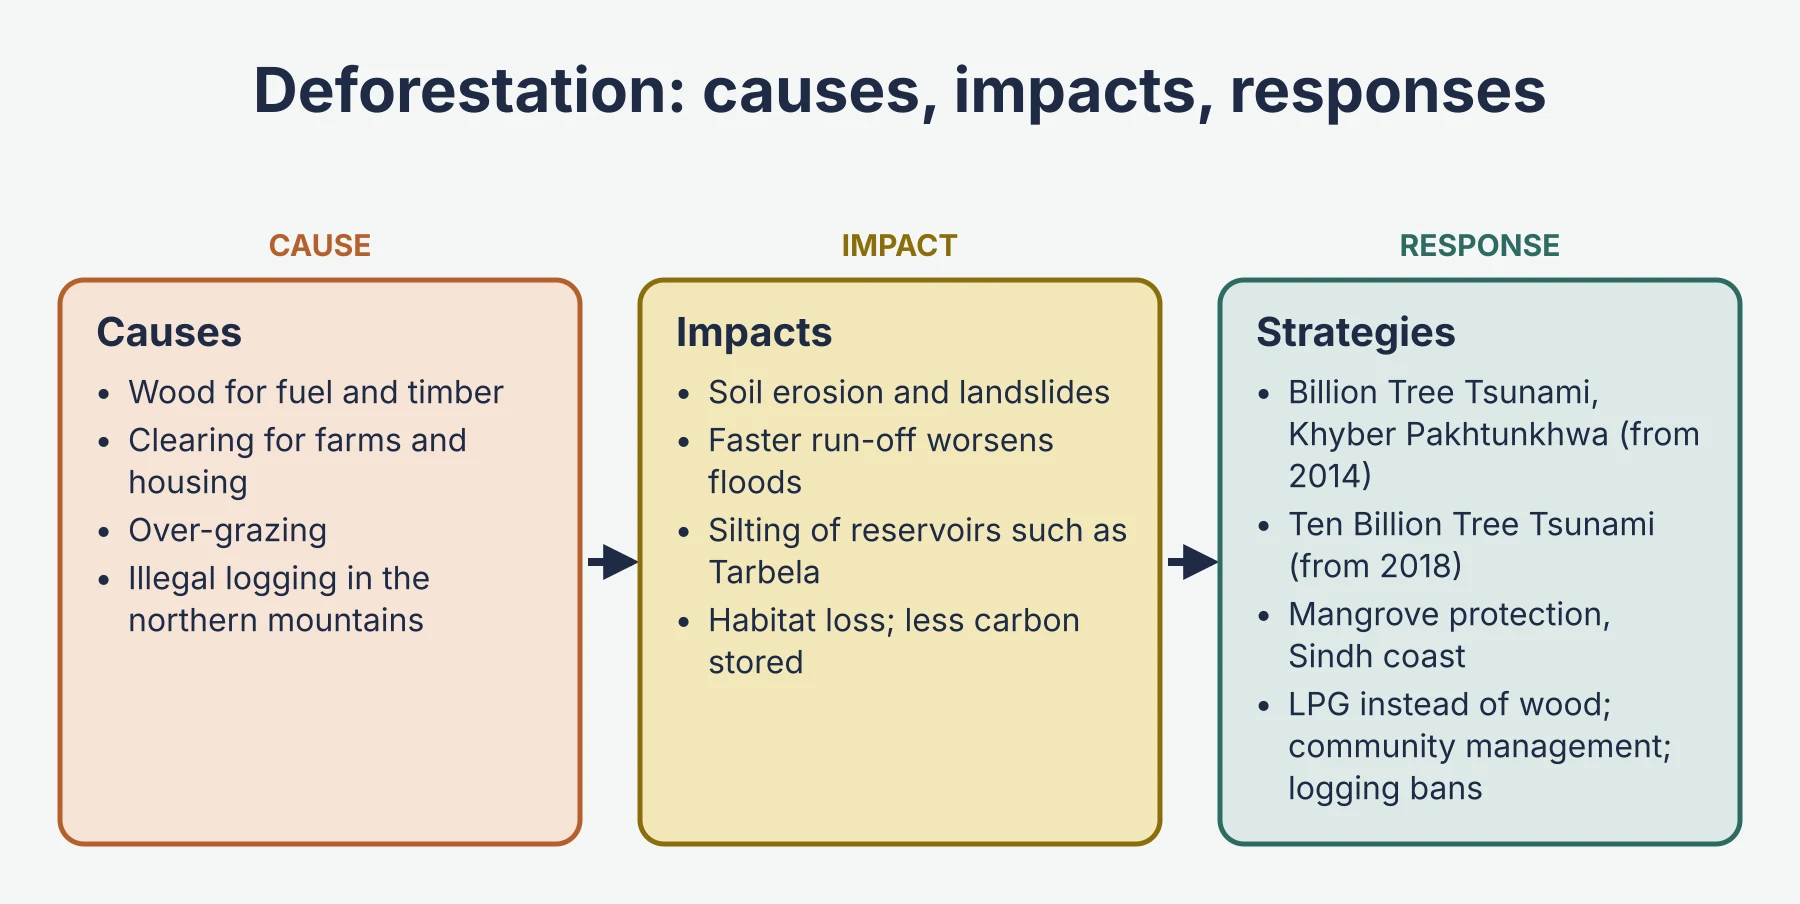 Deforestation: causes, impacts, responses
CAUSE
Causes
• Wood for fuel and timber
• Clearing for farms and
housing
• Over-grazing
• Illegal logging in the
northern mountains
IMPACT
Impacts
• Soil erosion and landslides
• Faster run-off worsens
floods
• Silting of reservoirs such as
Tarbela
• Habitat loss; less carbon
stored
RESPONSE
Strategies
• Billion Tree Tsunami,
Khyber Pakhtunkhwa (from
2014)
• Ten Billion Tree Tsunami
(from 2018)
• Mangrove protection,
Sindh coast
• LPG instead of wood;
community management;
logging bans